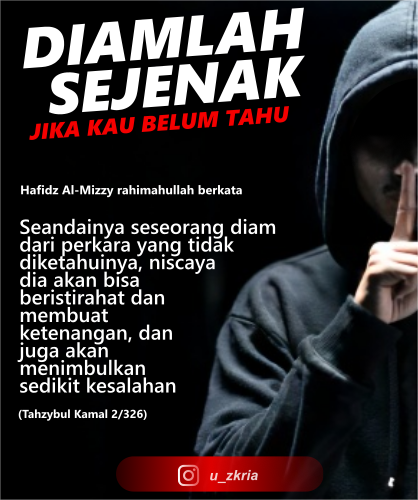 DIAMLAH
SEJENAK
JIKA KAU BELUM TAHU
Hafidz Al-Mizzy rahimahullah berkata
Seandainya seseorang diam
dari perkara yang tidak
diketahuinya, niscaya
dia akan bisa
beristirahat dan
membuat
ketenangan, dan
juga akan
menimbulkan
sedikit kesalahan
(Tahzybul Kamal 2/326)
u_zkria